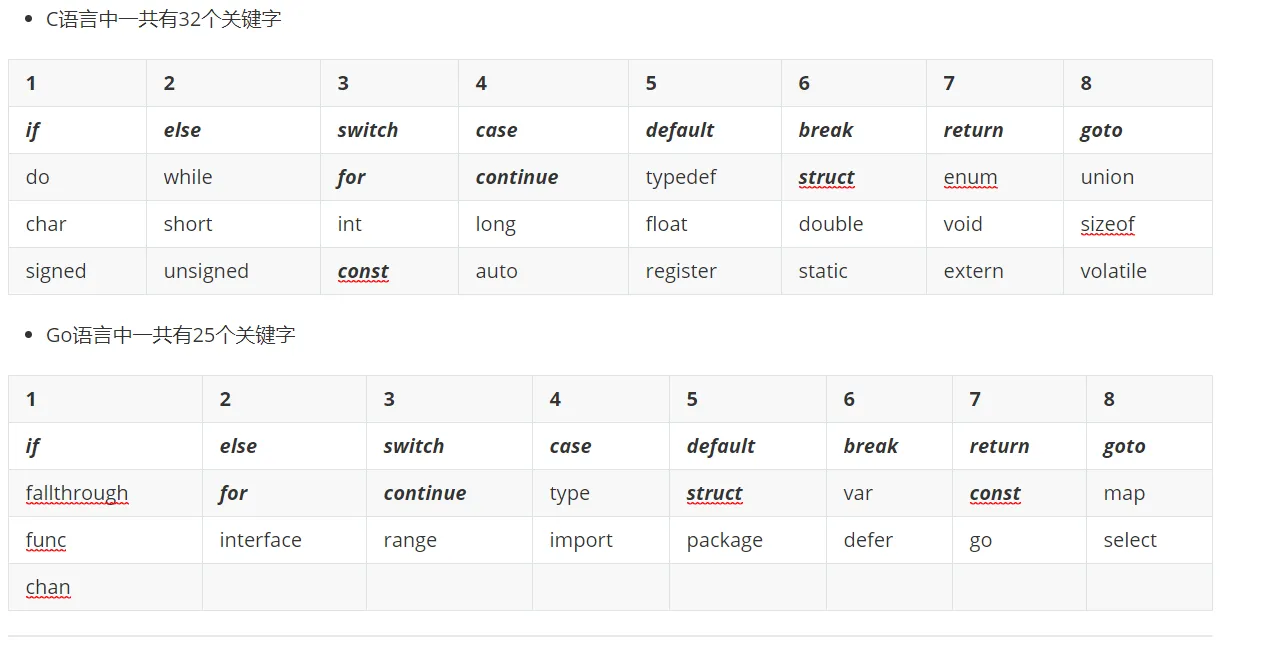 C语言中一共有32个关键字
1 2 3 4 5 6 7 8
if else switch case default break return goto
do while for continue typedef struct enum union
char short int long float double void sizeof
signed unsigned const auto register static extern volatile
Go语言中一共有25个关键字
1 2 3 4 5 6 7 8
if else switch case default break return goto
fallthrough for continue type struct var const map
func interface range import package defer go select
chan